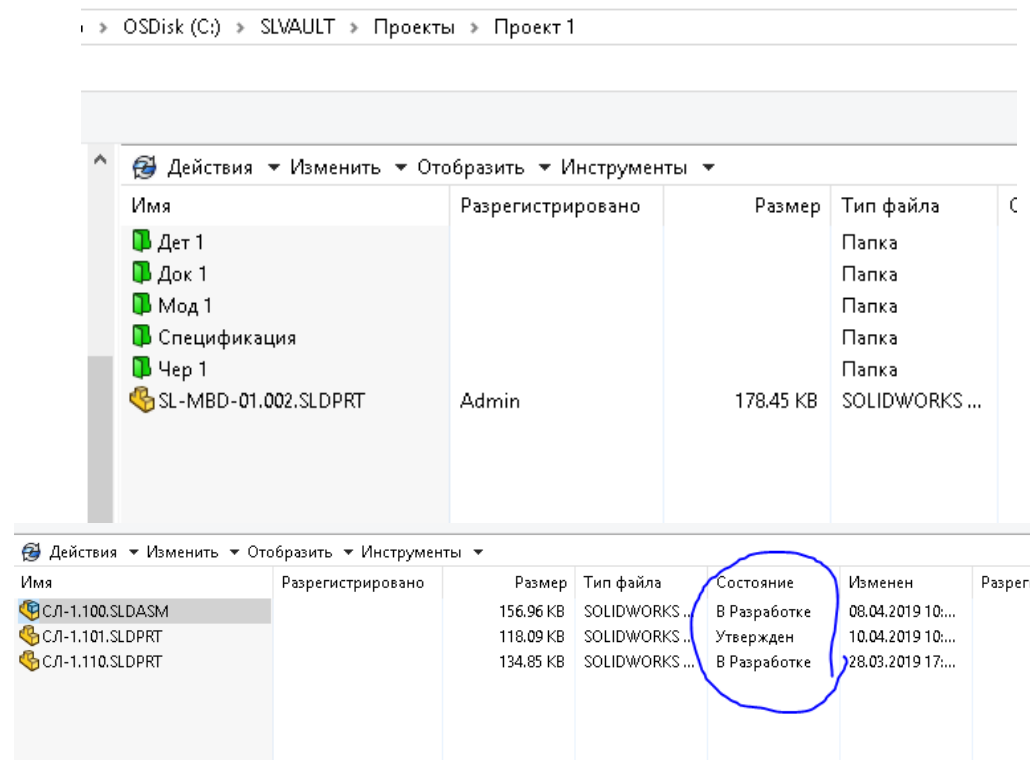 > OSDisk (C:) > SLVAULT > Проекты > Проект 1
Действия Изменить Отобразить Инструменты
Имя Разрегистрировано Размер Тип файла
Дет 1 Папка
Док 1 Папка
Мод 1 Папка
Спецификация Папка
Чер 1 Папка
SL-MBD-01.002.SLDPRT Admin 178.45 KB SOLIDWORKS ...
Действия Изменить Отобразить Инструменты
Имя Разрегистрировано Размер Тип файла Состояние Изменен Разрег
СЛ-1.100.SLDASM 156.96 KB SOLIDWORKS ... В Разработке 08.04.2019 10:...
СЛ-1.101.SLDPRT 118.09 KB SOLIDWORKS ... Утвержден 10.04.2019 10:...
СЛ-1.110.SLDPRT 134.85 KB SOLIDWORKS ... В Разработке 28.03.2019 17:...